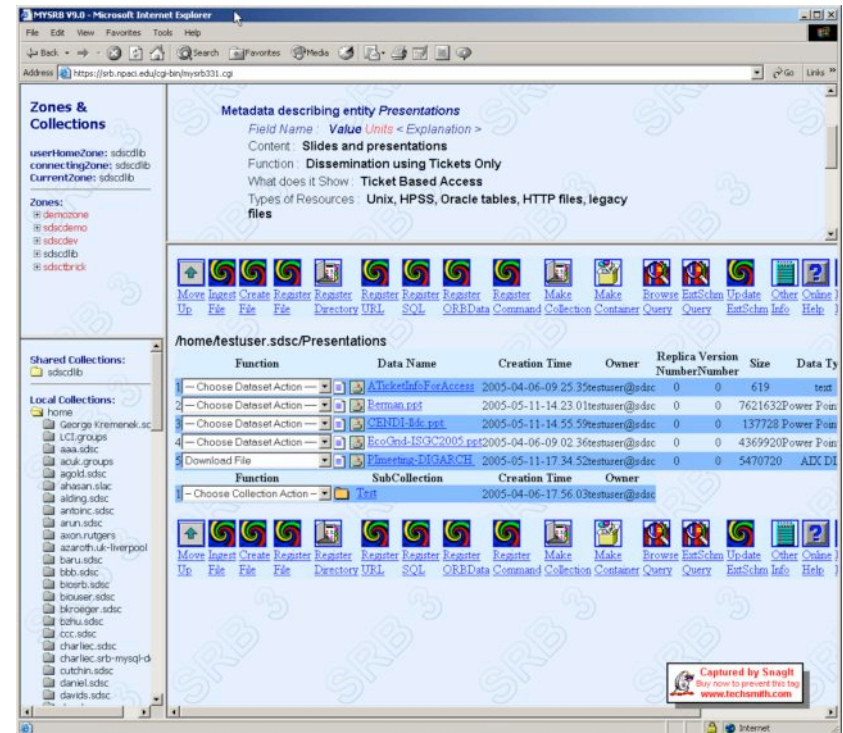 MYSRB V9.0 - Microsoft Internet Explorer
File Edit View Favorites Tools Help
Back Search Favorites Media
Address https://srb.npaci.edu/cgi-bin/mysrb331.cgi Go Links »
Zones &
Collections
userHomeZone: sdscdlib
connectingZone: sdscdlib
CurrentZone: sdscdlib
Zones:
demozone
sdscdemo
sdscdev
sdscdlib
sdsctbrick
Metadata describing entity Presentations
Field Name : Value Units < Explanation >
Content : Slides and presentations
Function : Dissemination using Tickets Only
What does it Show : Ticket Based Access
Types of Resources : Unix, HPSS, Oracle tables, HTTP files, legacy
files
Move Ingest Create Register Register Register Register Register Register Make Make Browse ExtSchm Update Other Online
Up File File File Directory URL SQL ORBData Command Collection Container Query Query ExtSchm Info Help
/home/testuser.sdsc/Presentations
Function Data Name Creation Time Owner Replica Number Version Number Size Data Ty
1 -- Choose Dataset Action -- ATicketInfoForAccess 2005-04-06-09.25.35 testuser@sdsc 0 0 619 text
2 -- Choose Dataset Action -- Berman.ppt 2005-05-11-14.23.01 testuser@sdsc 0 0 7621632 Power Poin
3 -- Choose Dataset Action -- CENDI-lldc.ppt 2005-05-11-14.55.59 testuser@sdsc 0 0 137728 Power Poin
4 -- Choose Dataset Action -- EcoGrid-ISGC2005.ppt 2005-04-06-09.02.36 testuser@sdsc 0 0 4369920 Power Poin
5 Download File PImeeting-DIGARCH 2005-05-11-17.34.52 testuser@sdsc 0 0 5470720 AIX DL
Function SubCollection Creation Time Owner
1 -- Choose Collection Action -- Test 2005-04-06-17.56.03 testuser@sdsc
Move Ingest Create Register Register Register Register Register Register Make Make Browse ExtSchm Update Other Online
Up File File File Directory URL SQL ORBData Command Collection Container Query Query ExtSchm Info Help
Shared Collections:
sdscdlib
Local Collections:
home
George Kremenek.sc
LCI.groups
aaa.sdsc
acuk.groups
agold.sdsc
ahasan.slac
alding.sdsc
antoinc.sdsc
arun.sdsc
axon.rutgers
azaroth.uk-liverpool
baru.sdsc
bbb.sdsc
biosrb.sdsc
biouser.sdsc
bkroeger.sdsc
bzhu.sdsc
ccc.sdsc
charliec.sdsc
charliec.srb-mysql-d
cutchin.sdsc
daniel.sdsc
davids.sdsc
SRB 3
Captured by SnagIt
Buy now to prevent this tag
www.techsmith.com
Internet